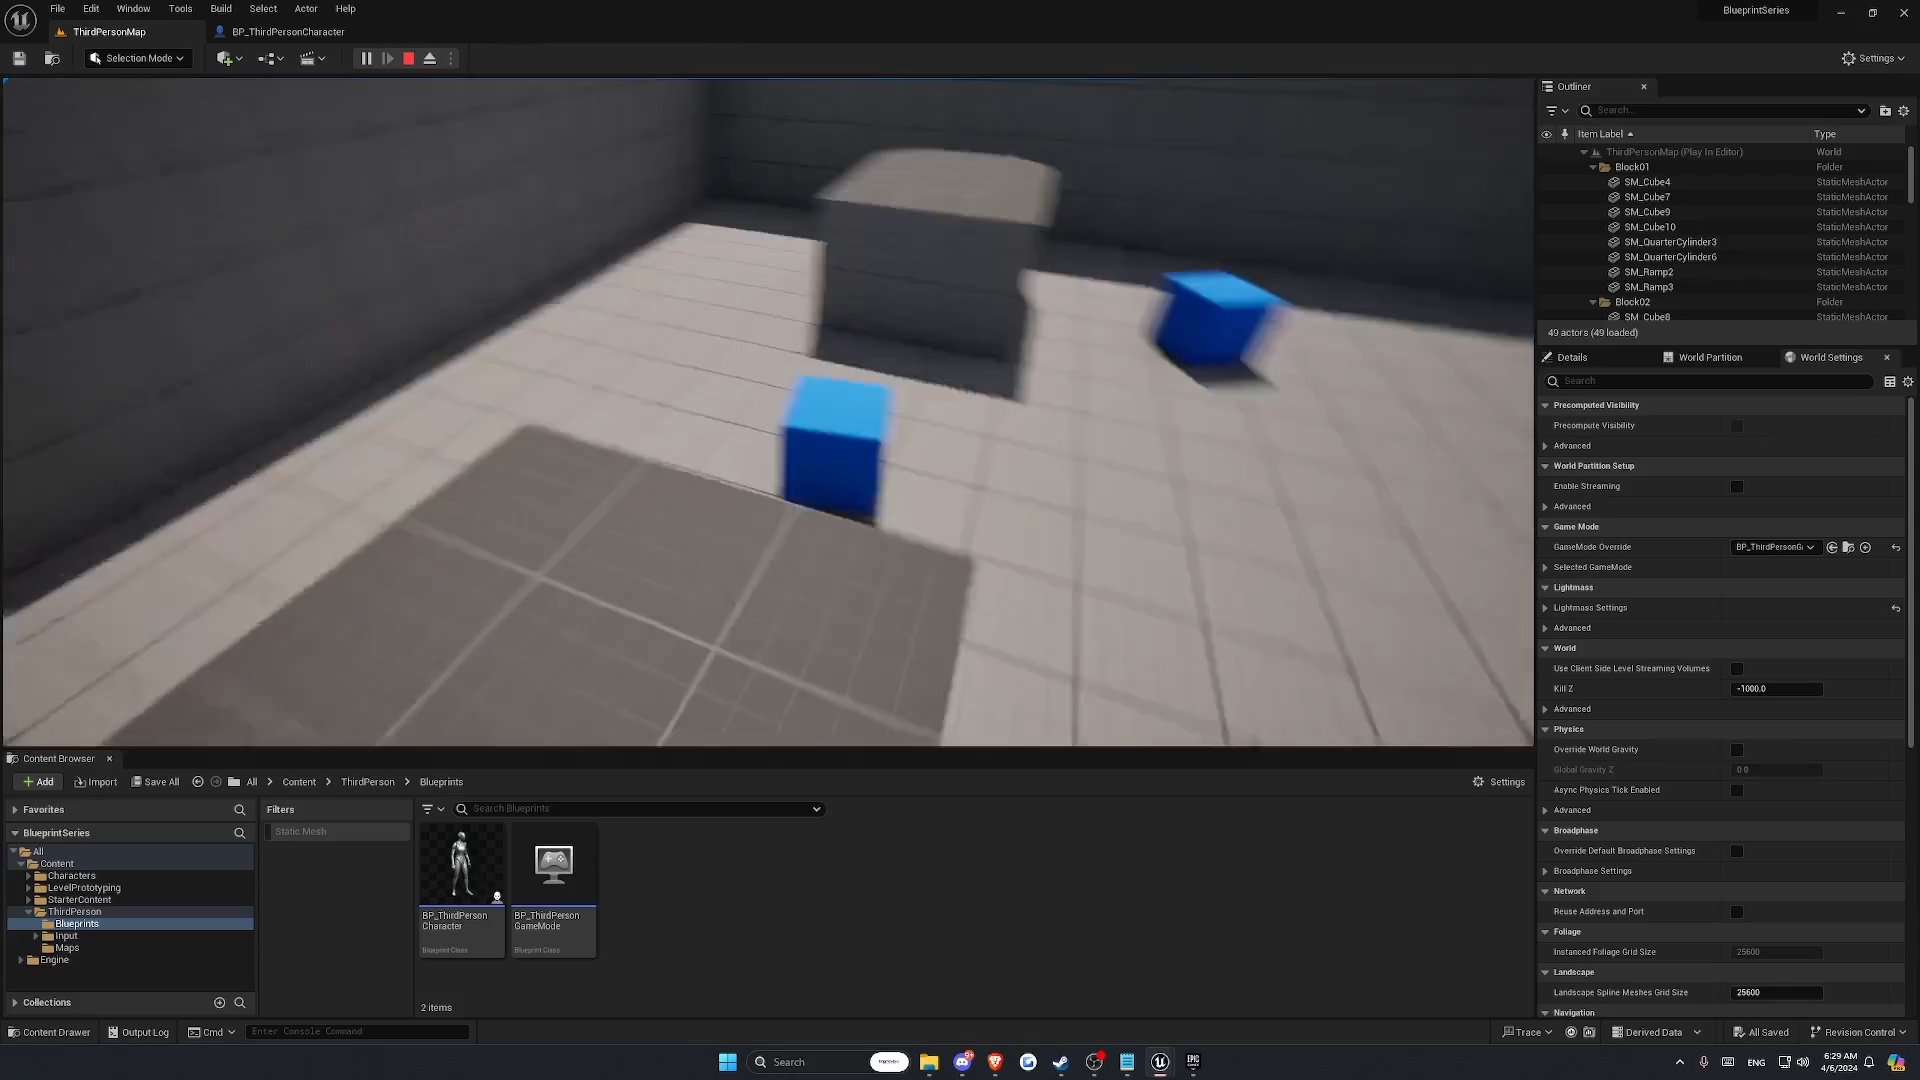 File Edit Window Tools Build Select Actor Help
BlueprintSeries
ThirdPersonMap
BP_ThirdPersonCharacter
Selection Mode
Settings
Outliner
Search...
Item Label
Type
ThirdPersonMap (Play In Editor) World
Block01 Folder
SM_Cube4 StaticMeshActor
SM_Cube7 StaticMeshActor
SM_Cube9 StaticMeshActor
SM_Cube10 StaticMeshActor
SM_QuarterCylinder3 StaticMeshActor
SM_QuarterCylinder6 StaticMeshActor
SM_Ramp2 StaticMeshActor
SM_Ramp3 StaticMeshActor
Block02 Folder
SM_Cube8 StaticMeshActor
49 actors (49 loaded)
Details World Partition World Settings
Search
Precomputed Visibility
Precompute Visibility
Advanced
World Partition Setup
Enable Streaming
Advanced
Game Mode
GameMode Override BP_ThirdPersonGa
Selected GameMode
Lightmass
Lightmass Settings
Advanced
World
Use Client Side Level Streaming Volumes
Kill Z -1000.0
Advanced
Physics
Override World Gravity
Global Gravity Z 0.0
Async Physics Tick Enabled
Advanced
Broadphase
Override Default Broadphase Settings
Broadphase Settings
Network
Reuse Address and Port
Foliage
Instanced Foliage Grid Size 25600
Landscape
Landscape Spline Meshes Grid Size 25600
Navigation
Content Browser
Add Import Save All All Content ThirdPerson Blueprints
Settings
Favorites
Filters
Search Blueprints
BlueprintSeries
Static Mesh
All
Content
Characters
LevelPrototyping
StarterContent
ThirdPerson
Blueprints
Input
Maps
Engine
BP_ThirdPerson
Character
Blueprint Class
BP_ThirdPerson
GameMode
Blueprint Class
Collections
2 items
Content Drawer Output Log Cmd Enter Console Command
Trace Derived Data All Saved Revision Control
Search
ENG
6:29 AM
4/6/2024